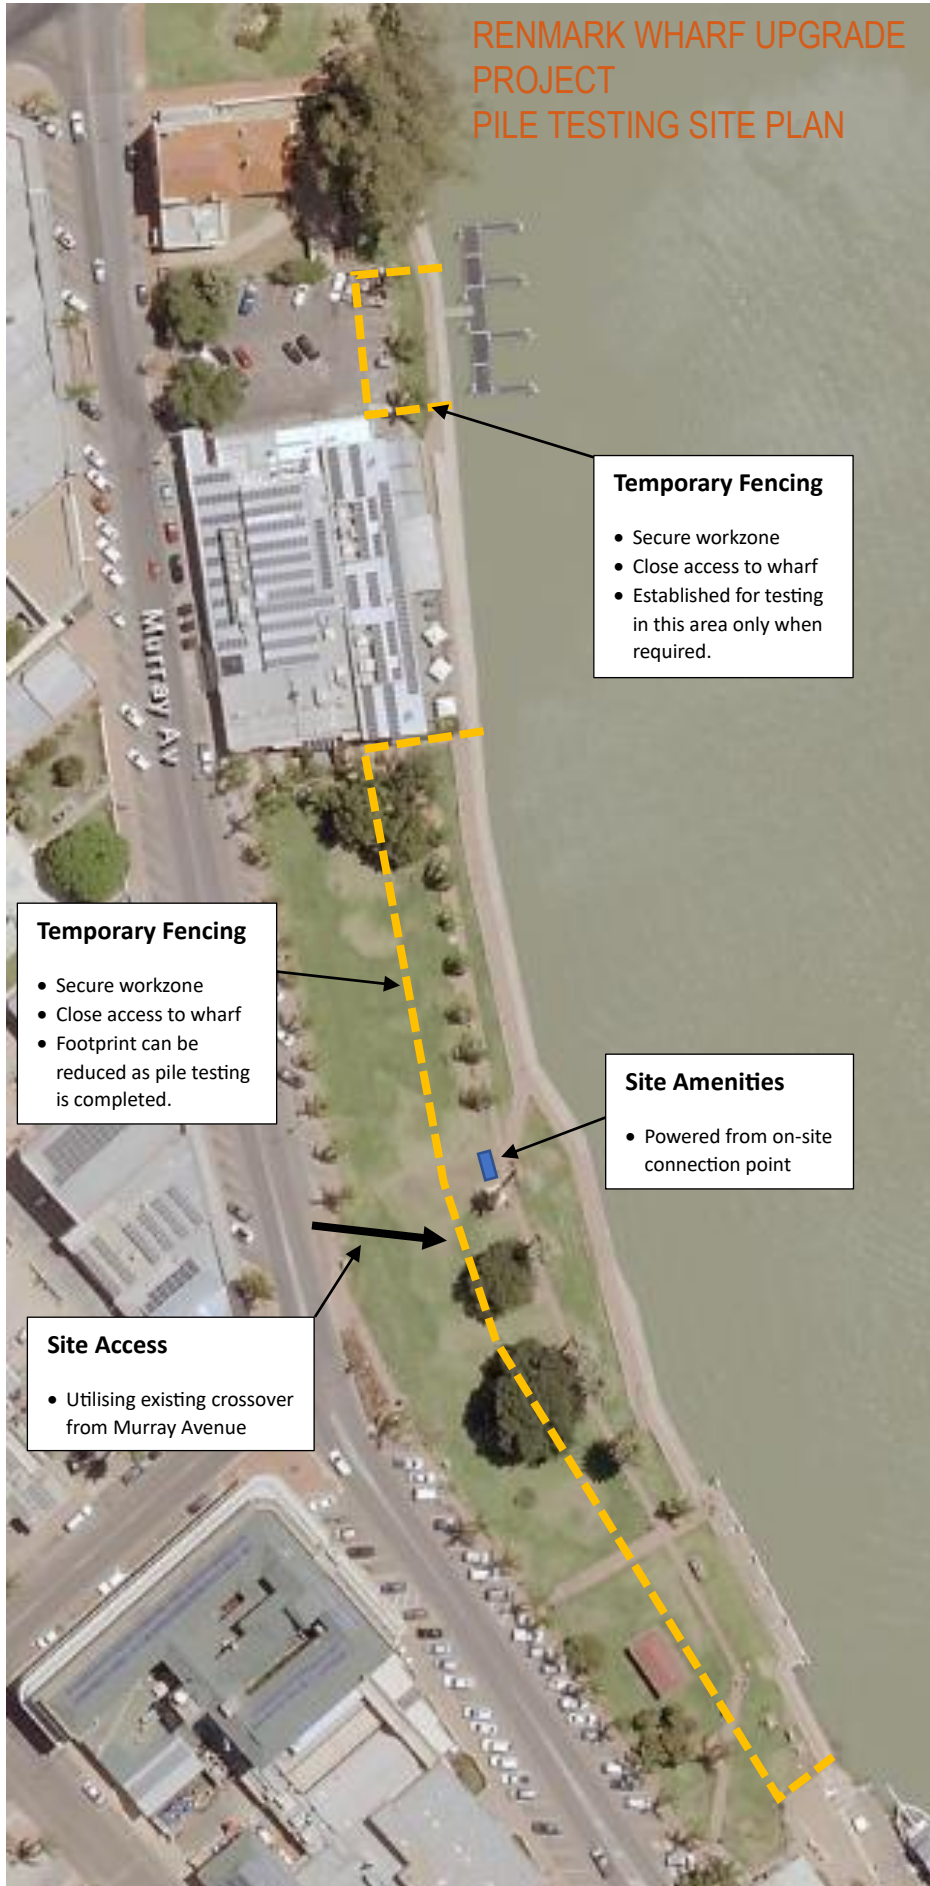 RENMARK WHARF UPGRADE
PROJECT
PILE TESTING SITE PLAN
Temporary Fencing
• Secure workzone
• Close access to wharf
• Established for testing
in this area only when
required.
Murray Av
Temporary Fencing
• Secure workzone
• Close access to wharf
• Footprint can be
reduced as pile testing
is completed.
Site Amenities
• Powered from on-site
connection point
Site Access
• Utilising existing crossover
from Murray Avenue